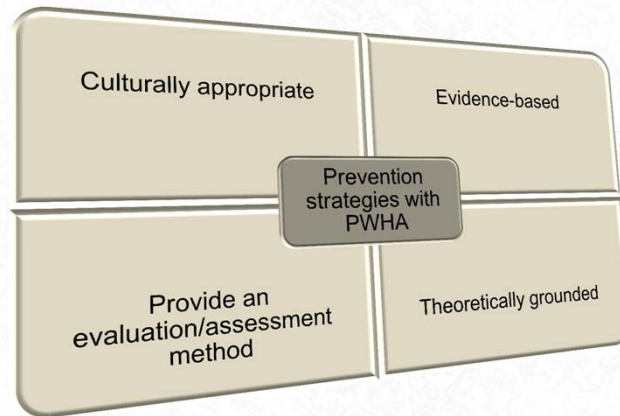 Culturally appropriate
Evidence-based
Prevention
strategies with
PWHA
Provide an
evaluation/assessment
method
Theoretically grounded